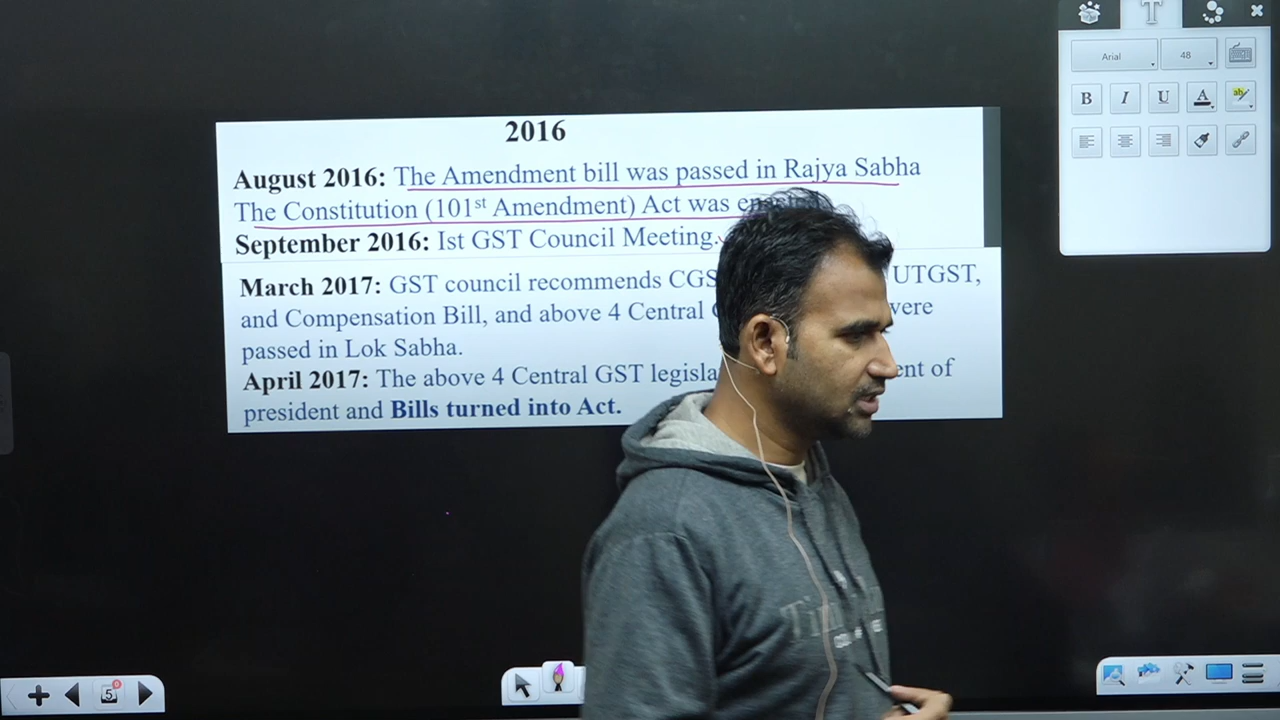 Arial
48
B I U A ab
2016
August 2016: The Amendment bill was passed in Rajya Sabha
The Constitution (101st Amendment) Act was
September 2016: Ist GST Council Meeting.
March 2017: GST council recommends UTGST,
and Compensation Bill, and above 4 Central
passed in Lok Sabha.
April 2017: The above 4 Central GST of
president and Bills turned into Act.
5